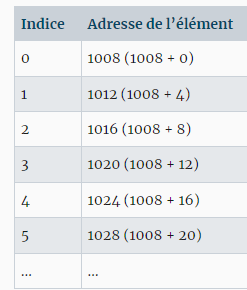 Indice Adresse de l’élément
0 1008 (1008 + 0)
1 1012 (1008 + 4)
2 1016 (1008 + 8)
3 1020 (1008 + 12)
4 1024 (1008 + 16)
5 1028 (1008 + 20)
... ...